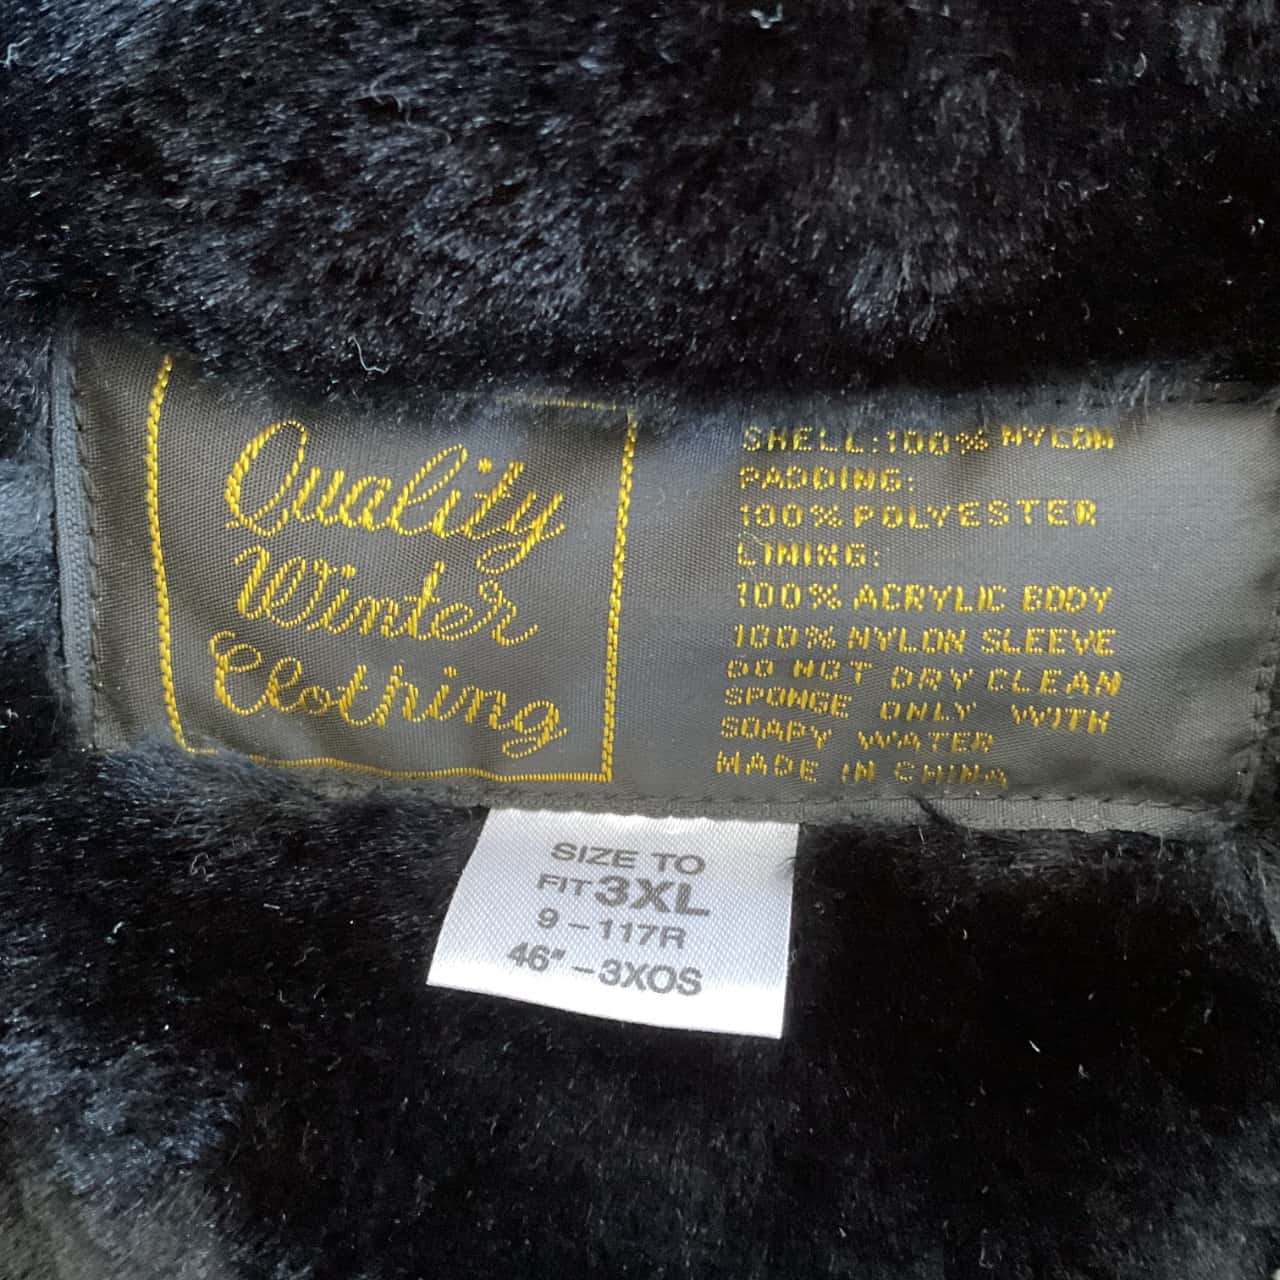 Quality
Winter
Clothing
SHELL:100% NYLON
PADDING:
100% POLYESTER
LINING:
100% ACRYLIC BODY
100% NYLON SLEEVE
DO NOT DRY CLEAN
SPONGE ONLY WITH
SOAPY WATER
MADE IN CHINA
SIZE TO
FIT 3XL
9-117R
46"-3XOS